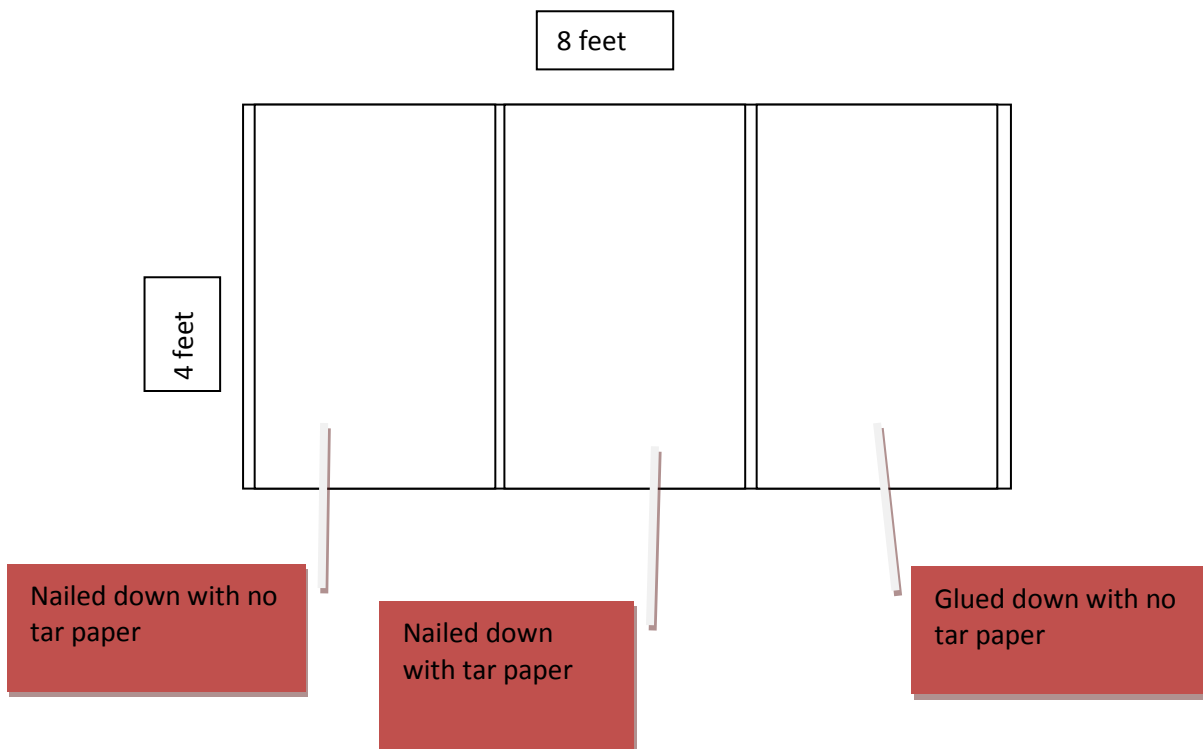 8 feet
4 feet
Nailed down with no
tar paper
Nailed down
with tar paper
Glued down with no
tar paper